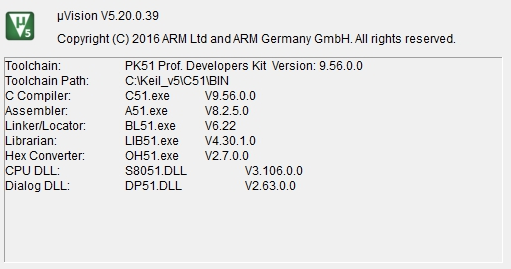 µVision V5.20.0.39
Copyright (C) 2016 ARM Ltd and ARM Germany GmbH. All rights reserved.
Toolchain: PK51 Prof. Developers Kit Version: 9.56.0.0
Toolchain Path: C:\Keil_v5\C51\BIN
C Compiler: C51.exe V9.56.0.0
Assembler: A51.exe V8.2.5.0
Linker/Locator: BL51.exe V6.22
Librarian: LIB51.exe V4.30.1.0
Hex Converter: OH51.exe V2.7.0.0
CPU DLL: S8051.DLL V3.106.0.0
Dialog DLL: DP51.DLL V2.63.0.0